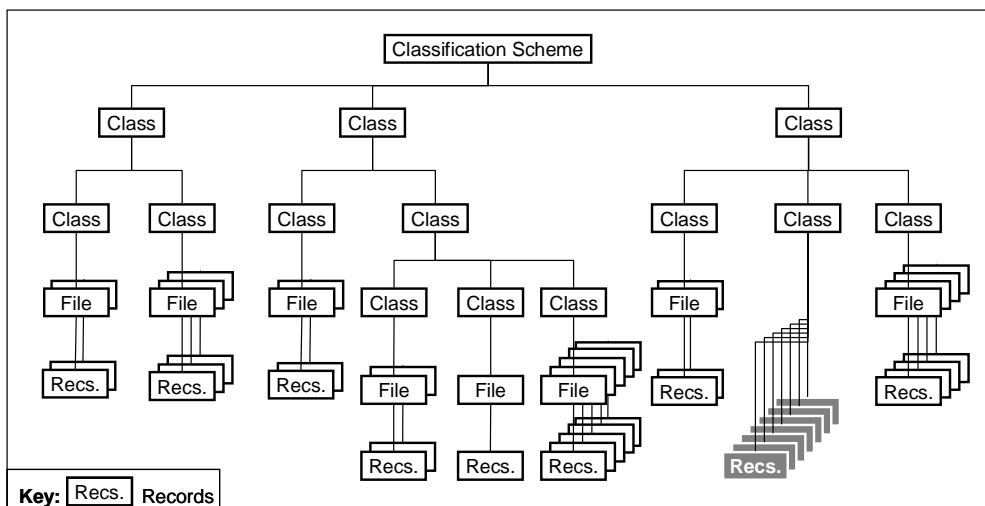 Classification Scheme
Class Class Class
Class Class Class Class Class Class Class
File File File Class Class Class File File
Recs. Recs. Recs. File File File Recs. Recs.
Recs. Recs. Recs. Recs.
Key: Recs. Records